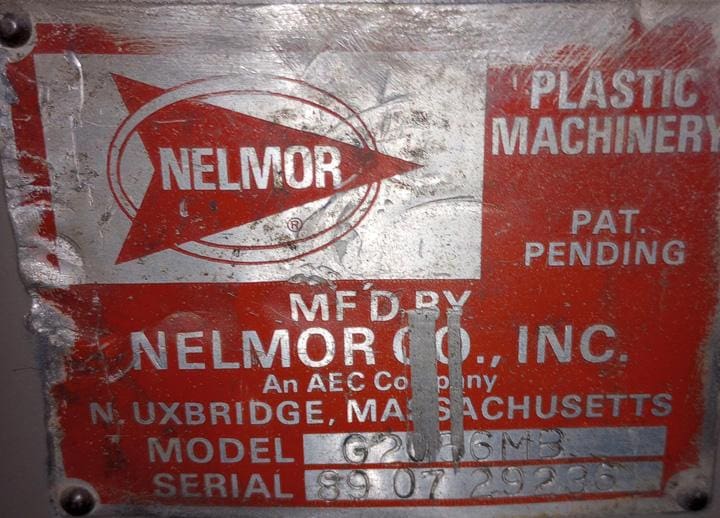 NELMOR
®
PLASTIC
MACHINERY
PAT.
PENDING
MF'D BY
NELMOR CO., INC.
An AEC Company
N. UXBRIDGE, MASSACHUSETTS
MODEL
SERIAL 89 07 29236